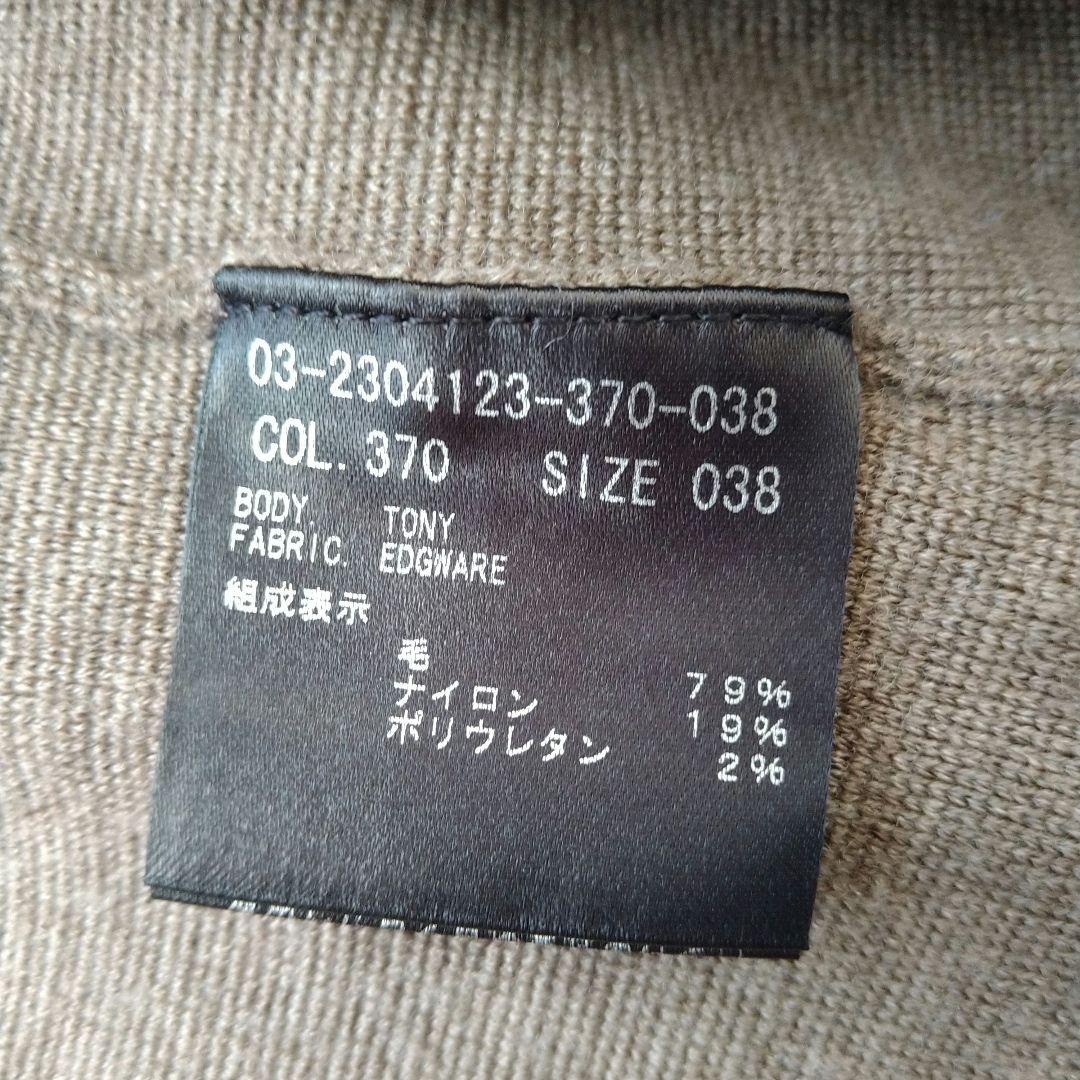 03-2304123-370-038
COL. 370 SIZE 038
BODY. TONY
FABRIC. EDGWARE
組成表示
毛 79%
ナイロン 19%
ポリウレタン 2%